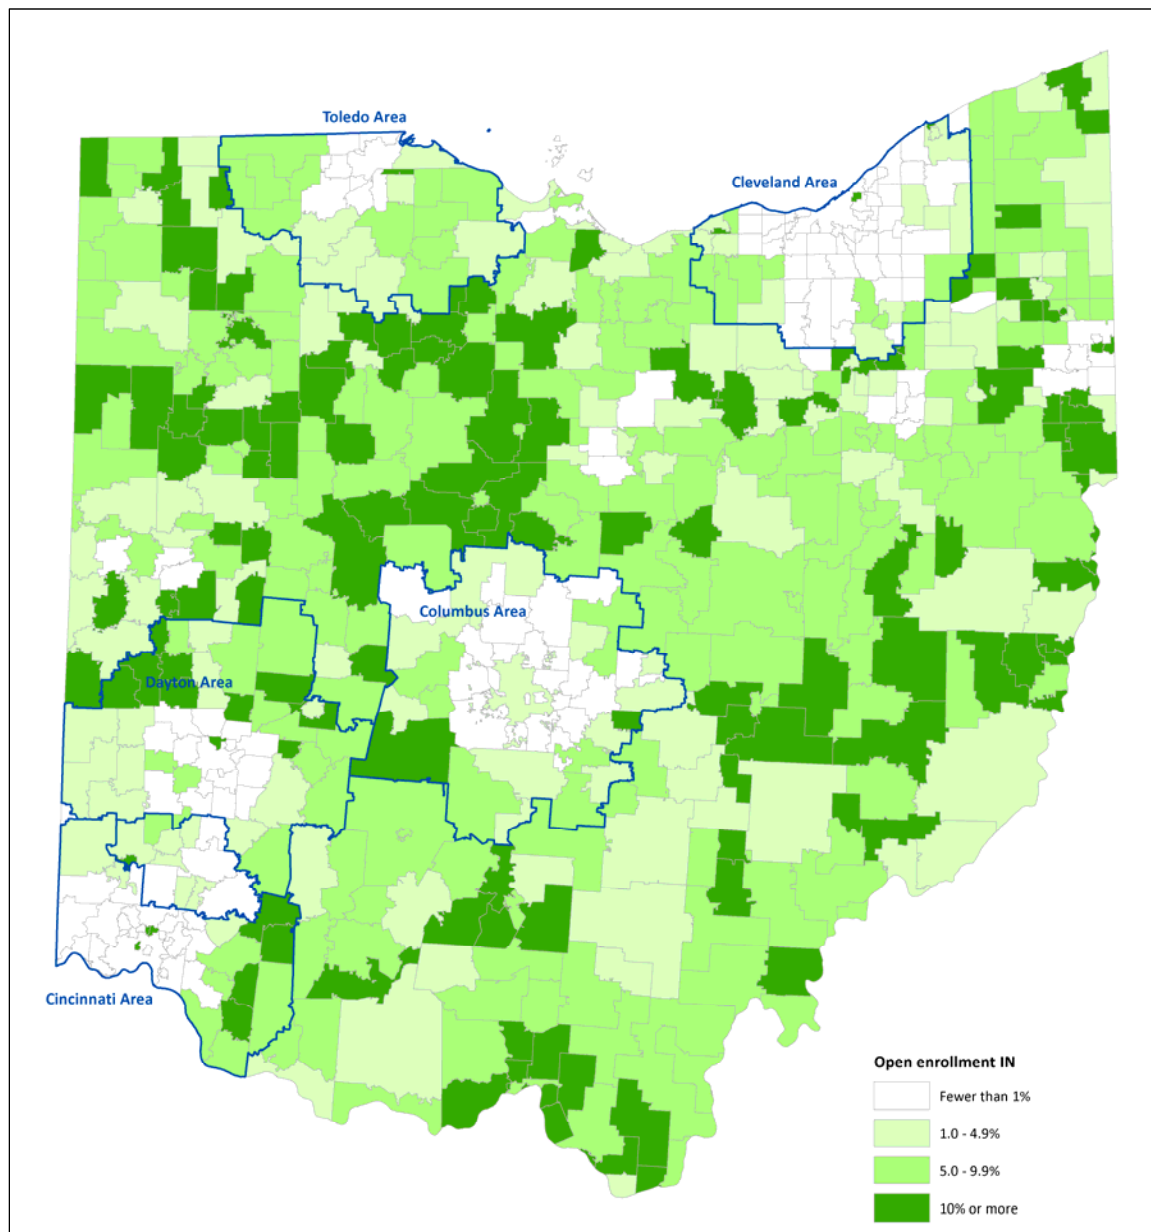 Toledo Area
Cleveland Area
Columbus Area
Dayton Area
Cincinnati Area
Open enrollment IN
Fewer than 1%
1.0 - 4.9%
5.0 - 9.9%
10% or more